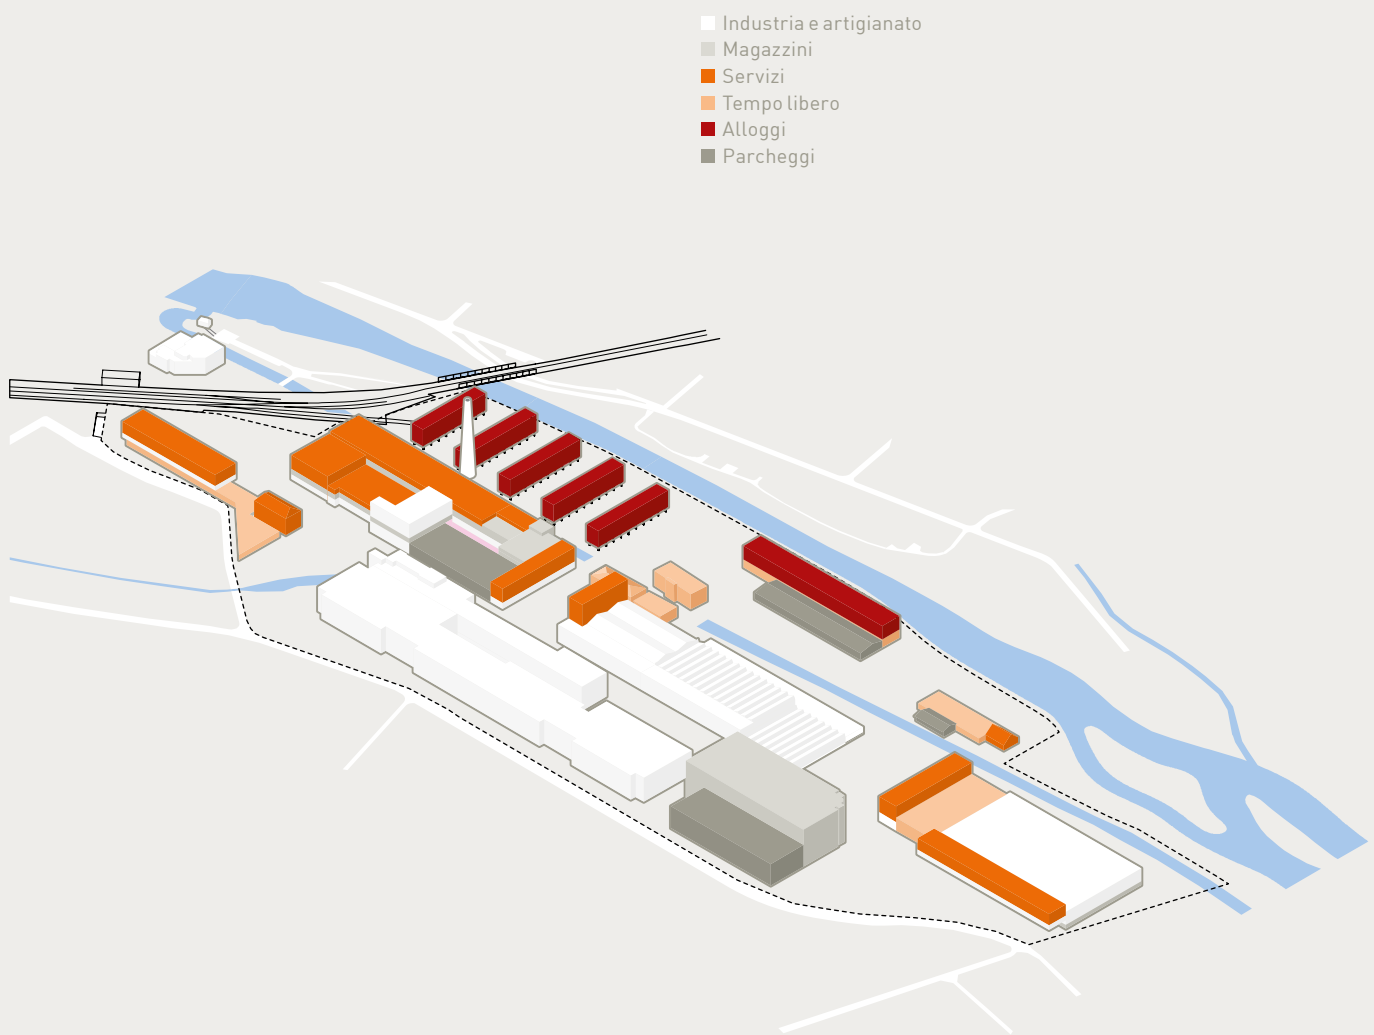 Industria e artigianato
Magazzini
Servizi
Tempo libero
Alloggi
Parcheggi